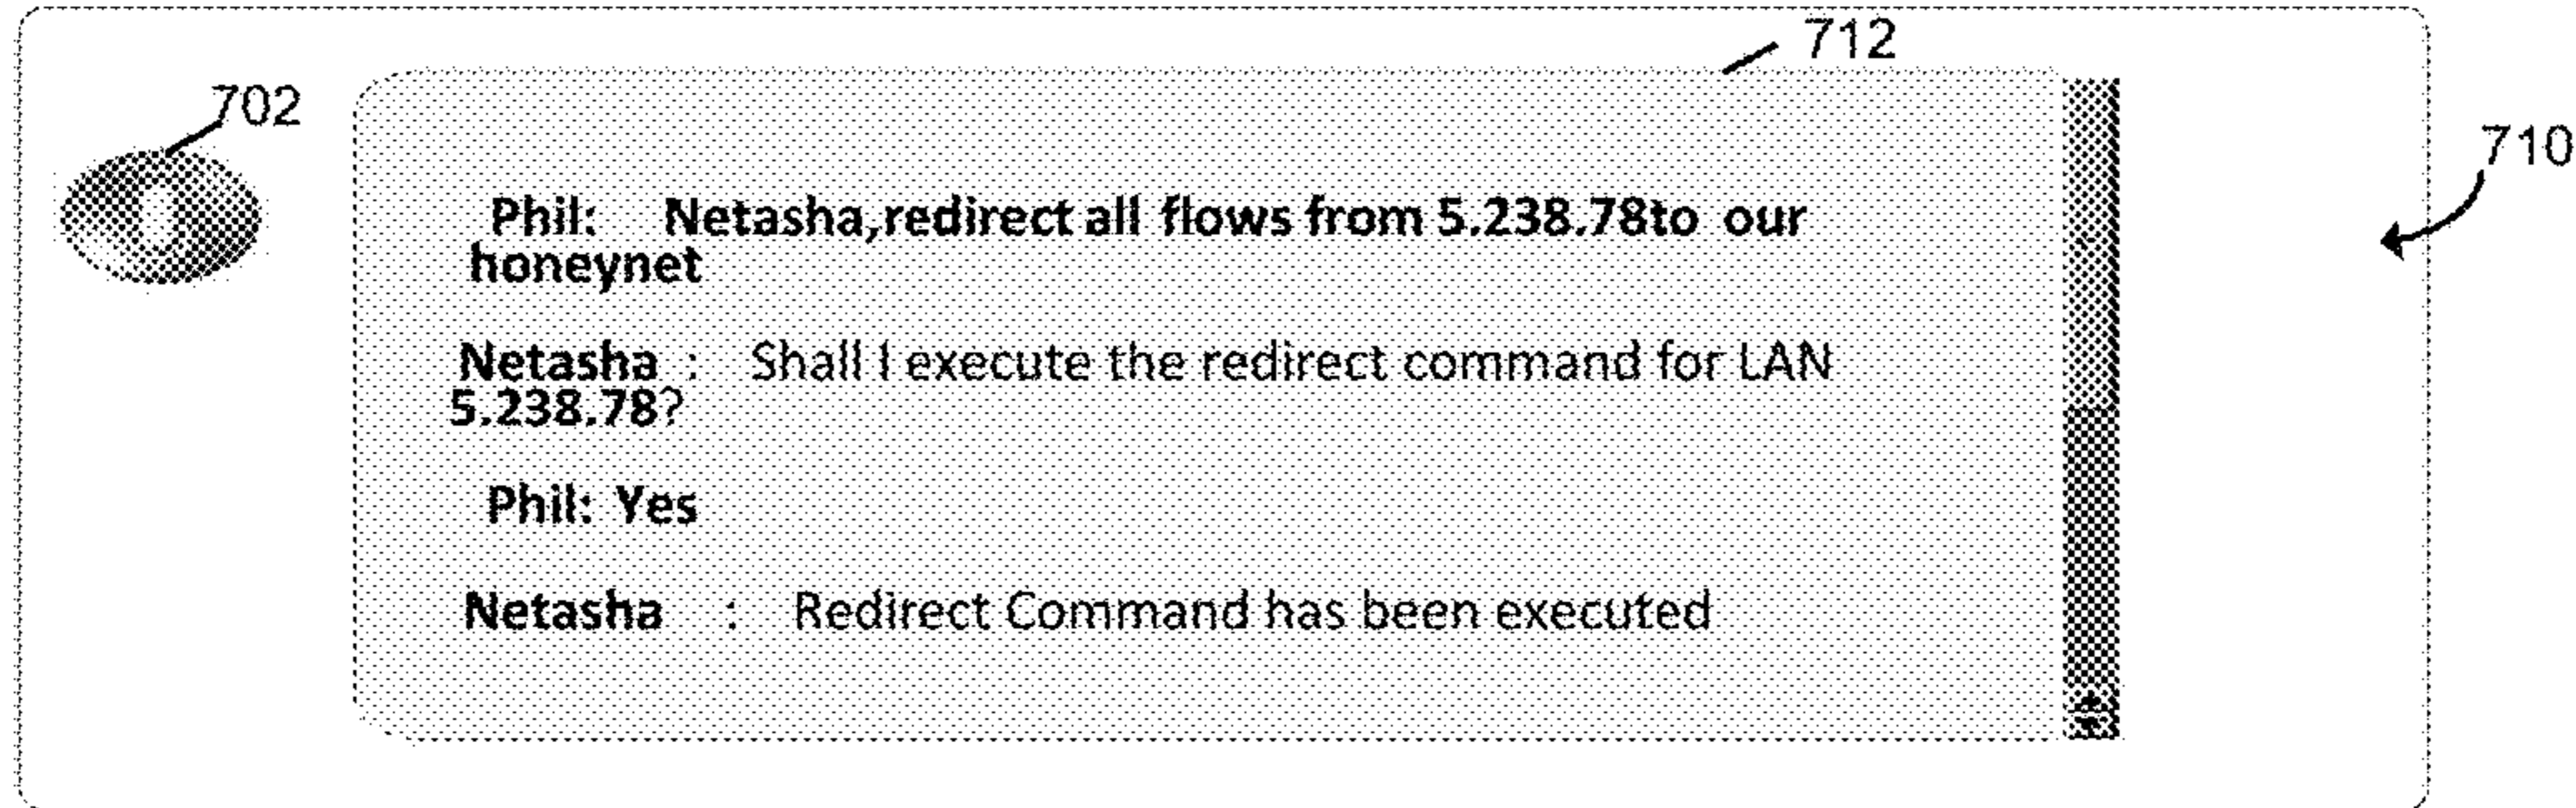 712
702
710
Phil: Netasha,redirect all flows from 5.238.78to our
honeynet
Netasha : Shall I execute the redirect command for LAN
5.238.78?
Phil: Yes
Netasha : Redirect Command has been executed